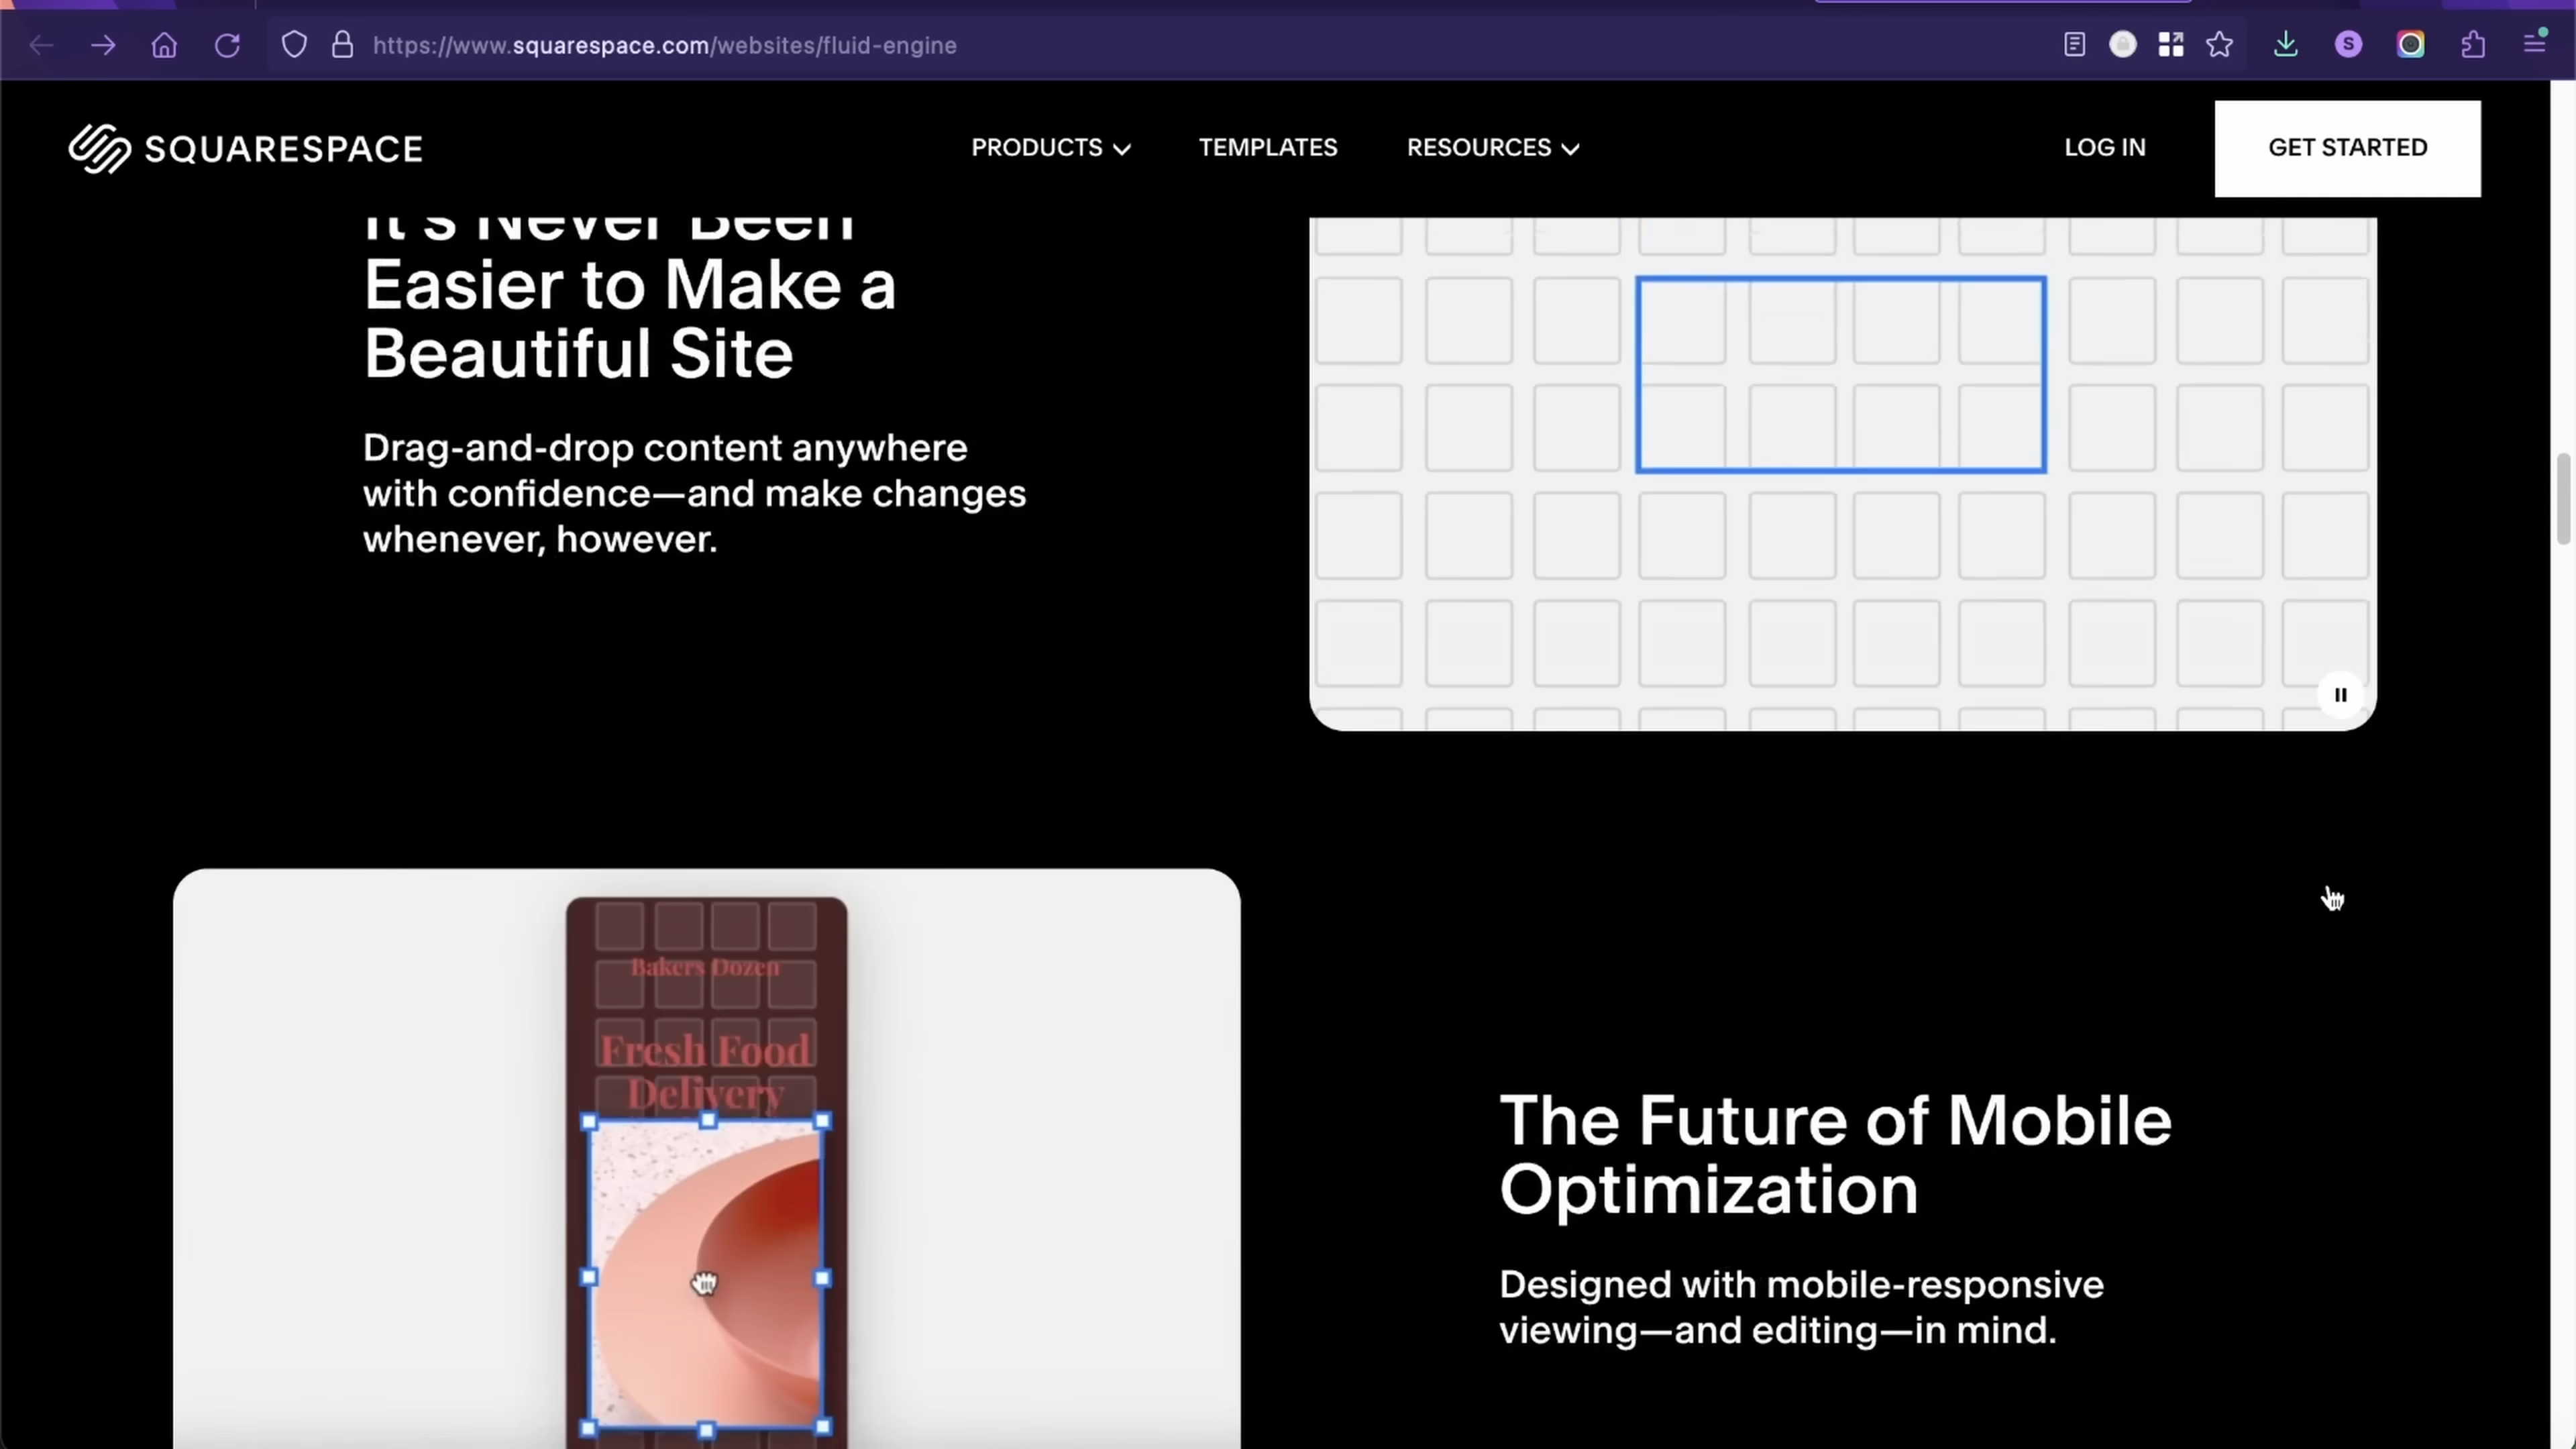 https://www.squarespace.com/websites/fluid-engine
S
SQUARESPACE
PRODUCTS
TEMPLATES
RESOURCES
LOG IN
GET STARTED
It's Never Been
Easier to Make a
Beautiful Site
Drag-and-drop content anywhere
with confidence—and make changes
whenever, however.
Bakers Dozen
Fresh Food
Delivery
The Future of Mobile
Optimization
Designed with mobile-responsive
viewing—and editing—in mind.